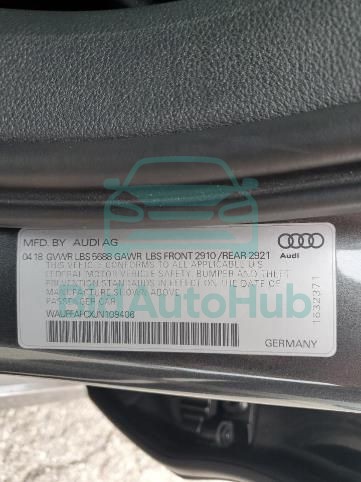 MFD. BY AUDI AG
04 18 GVWR LBS 5688 GAWR LBS FRONT 2910/REAR 2921
THIS VEHICLE CONFORMS TO ALL APPLICABLE U.S.
FEDERAL MOTOR VEHICLE SAFETY, BUMPER AND THEFT
PREVENTION STANDARDS IN EFFECT ON THE DATE OF
MANUFACTURE SHOWN ABOVE
PASSENGER CAR
WAUFFAFCXJN109406
Audi
1632371
GERMANY
AutoHub